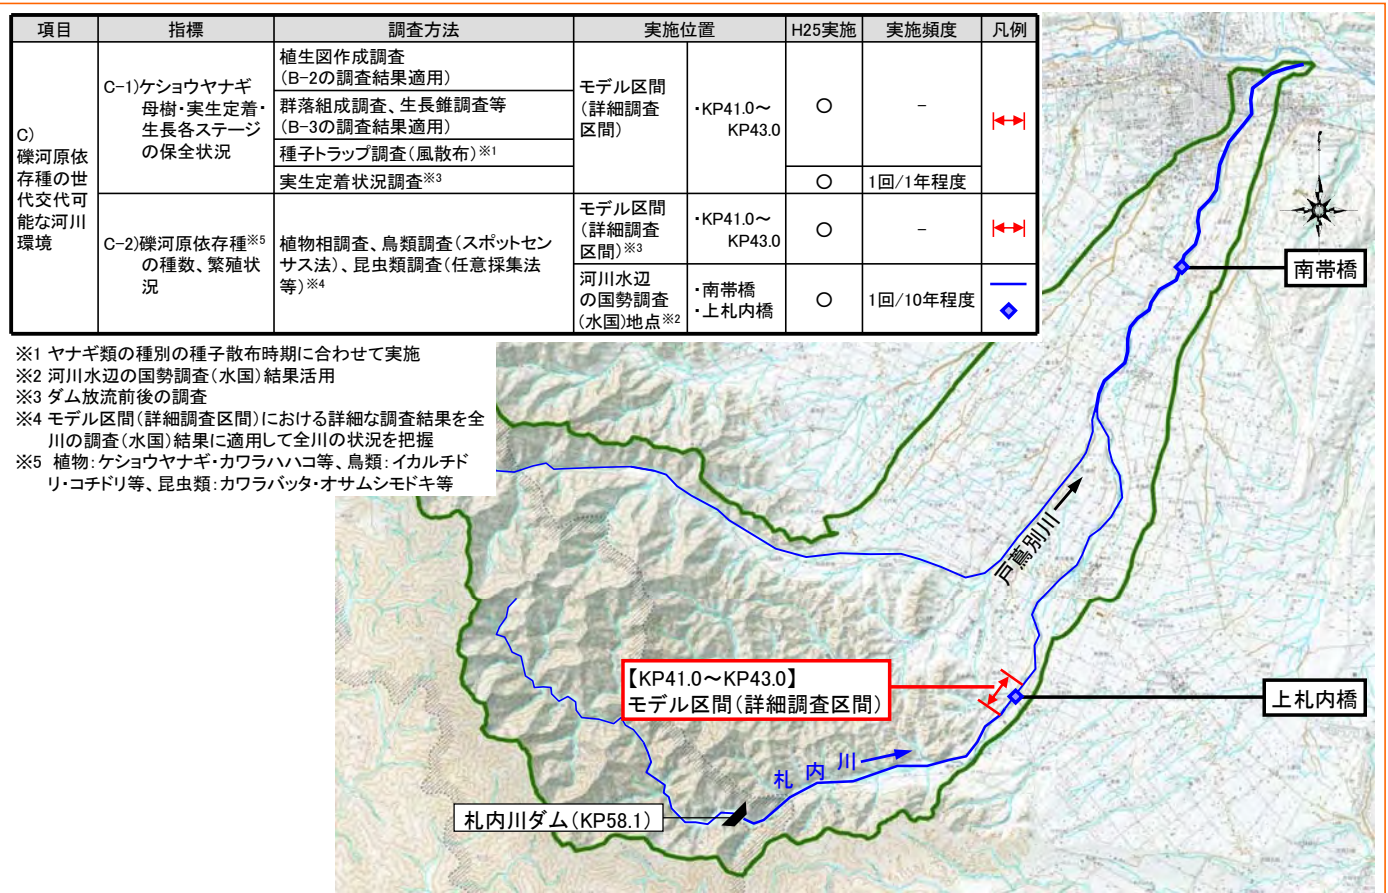 項目 指標 調査方法 実施位置 H25実施 実施頻度 凡例
C)
礫河原依
存種の世
代交代可
能な河川
環境
C-1)ケショウヤナギ
母樹・実生定着・
生長各ステージ
の保全状況
植生図作成調査
(B-2の調査結果適用)
群落組成調査、生長錐調査等
(B-3の調査結果適用)
種子トラップ調査(風散布)※1
実生定着状況調査※3
モデル区間
(詳細調査
区間)
・KP41.0～
KP43.0
○
－
○
1回/1年程度
C-2)礫河原依存種※5
の種数、繁殖状
況
植物相調査、鳥類調査(スポットセン
サス法)、昆虫類調査(任意採集法
等)※4
モデル区間
(詳細調査
区間)※3
・KP41.0～
KP43.0
○
－
河川水辺
の国勢調査
(水国)地点※2
・南帯橋
・上札内橋
○
1回/10年程度
※1 ヤナギ類の種別の種子散布時期に合わせて実施
※2 河川水辺の国勢調査(水国)結果活用
※3 ダム放流前後の調査
※4 モデル区間(詳細調査区間)における詳細な調査結果を全
川の調査(水国)結果に適用して全川の状況を把握
※5 植物:ケショウヤナギ・カワラハハコ等、鳥類:イカルチド
リ・コチドリ等、昆虫類:カワラバッタ・オサムシモドキ等
南帯橋
戸蔦別川
【KP41.0～KP43.0】
モデル区間(詳細調査区間)
上札内橋
札内川
札内川ダム(KP58.1)